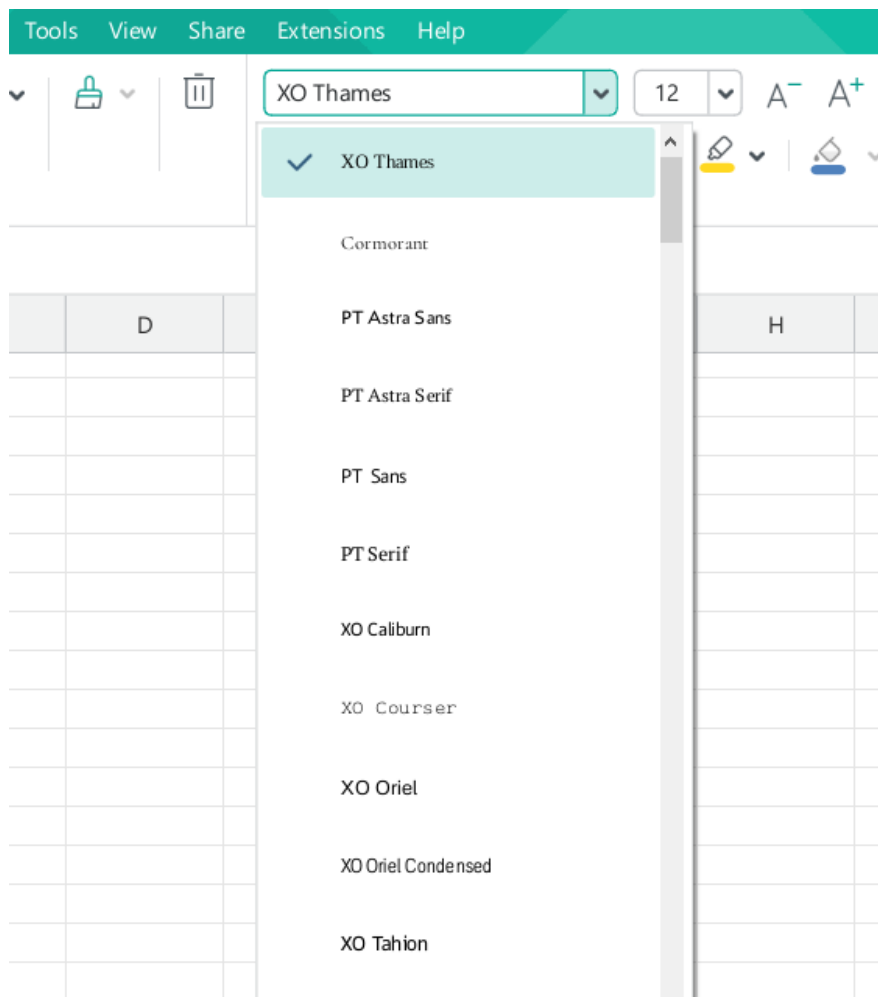 Tools View Share Extensions Help
XO Thames 12 A− A+
XO Thames
Cormorant
D H
PT Astra Sans
PT Astra Serif
PT Sans
PT Serif
XO Caliburn
XO Courser
XO Oriel
XO Oriel Condensed
XO Tahion